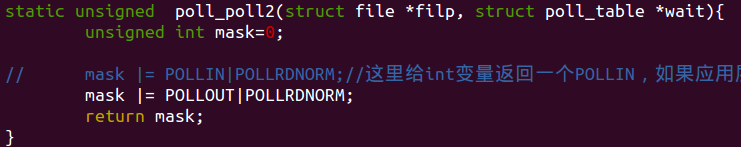 static unsigned  poll_poll2(struct file *filp, struct poll_table *wait){
        unsigned int mask=0;

//      mask |= POLLIN|POLLRDNORM;//这里给int变量返回一个POLLIN，如果应用
        mask |= POLLOUT|POLLRDNORM;
        return mask;
}